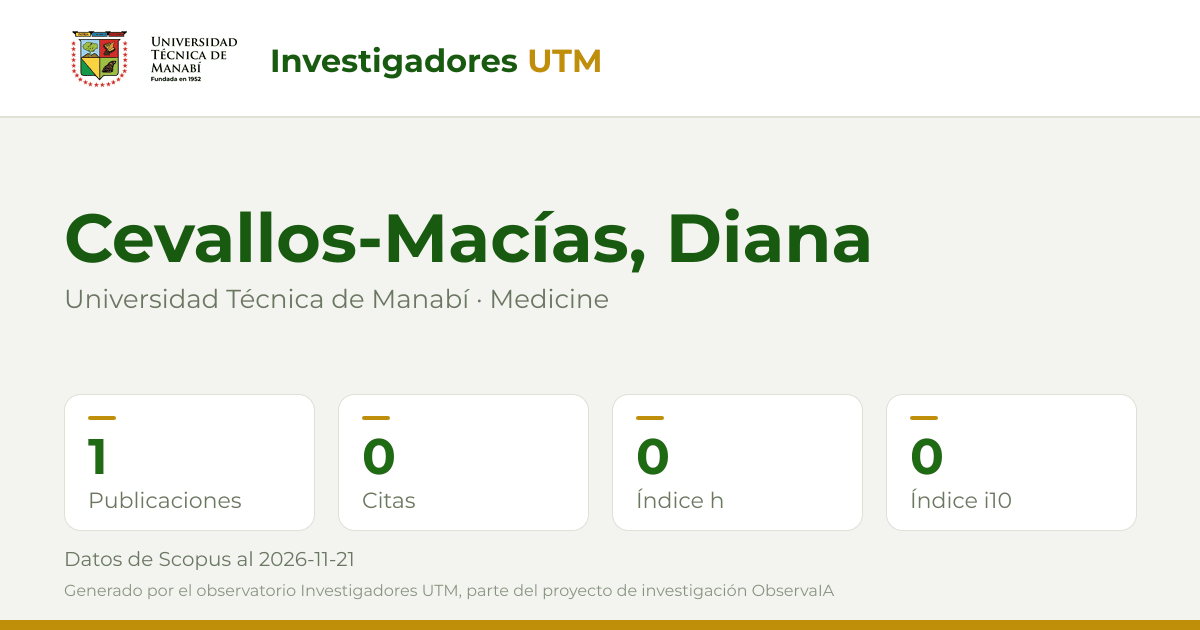 UNIVERSIDAD
TÉCNICA DE
MANABÍ
Fundada en 1952
Investigadores UTM
Cevallos-Macías, Diana
Universidad Técnica de Manabí · Medicine
1
Publicaciones
0
Citas
0
Índice h
0
Índice i10
Datos de Scopus al 2026-11-21
Generado por el observatorio Investigadores UTM, parte del proyecto de investigación ObservaIA